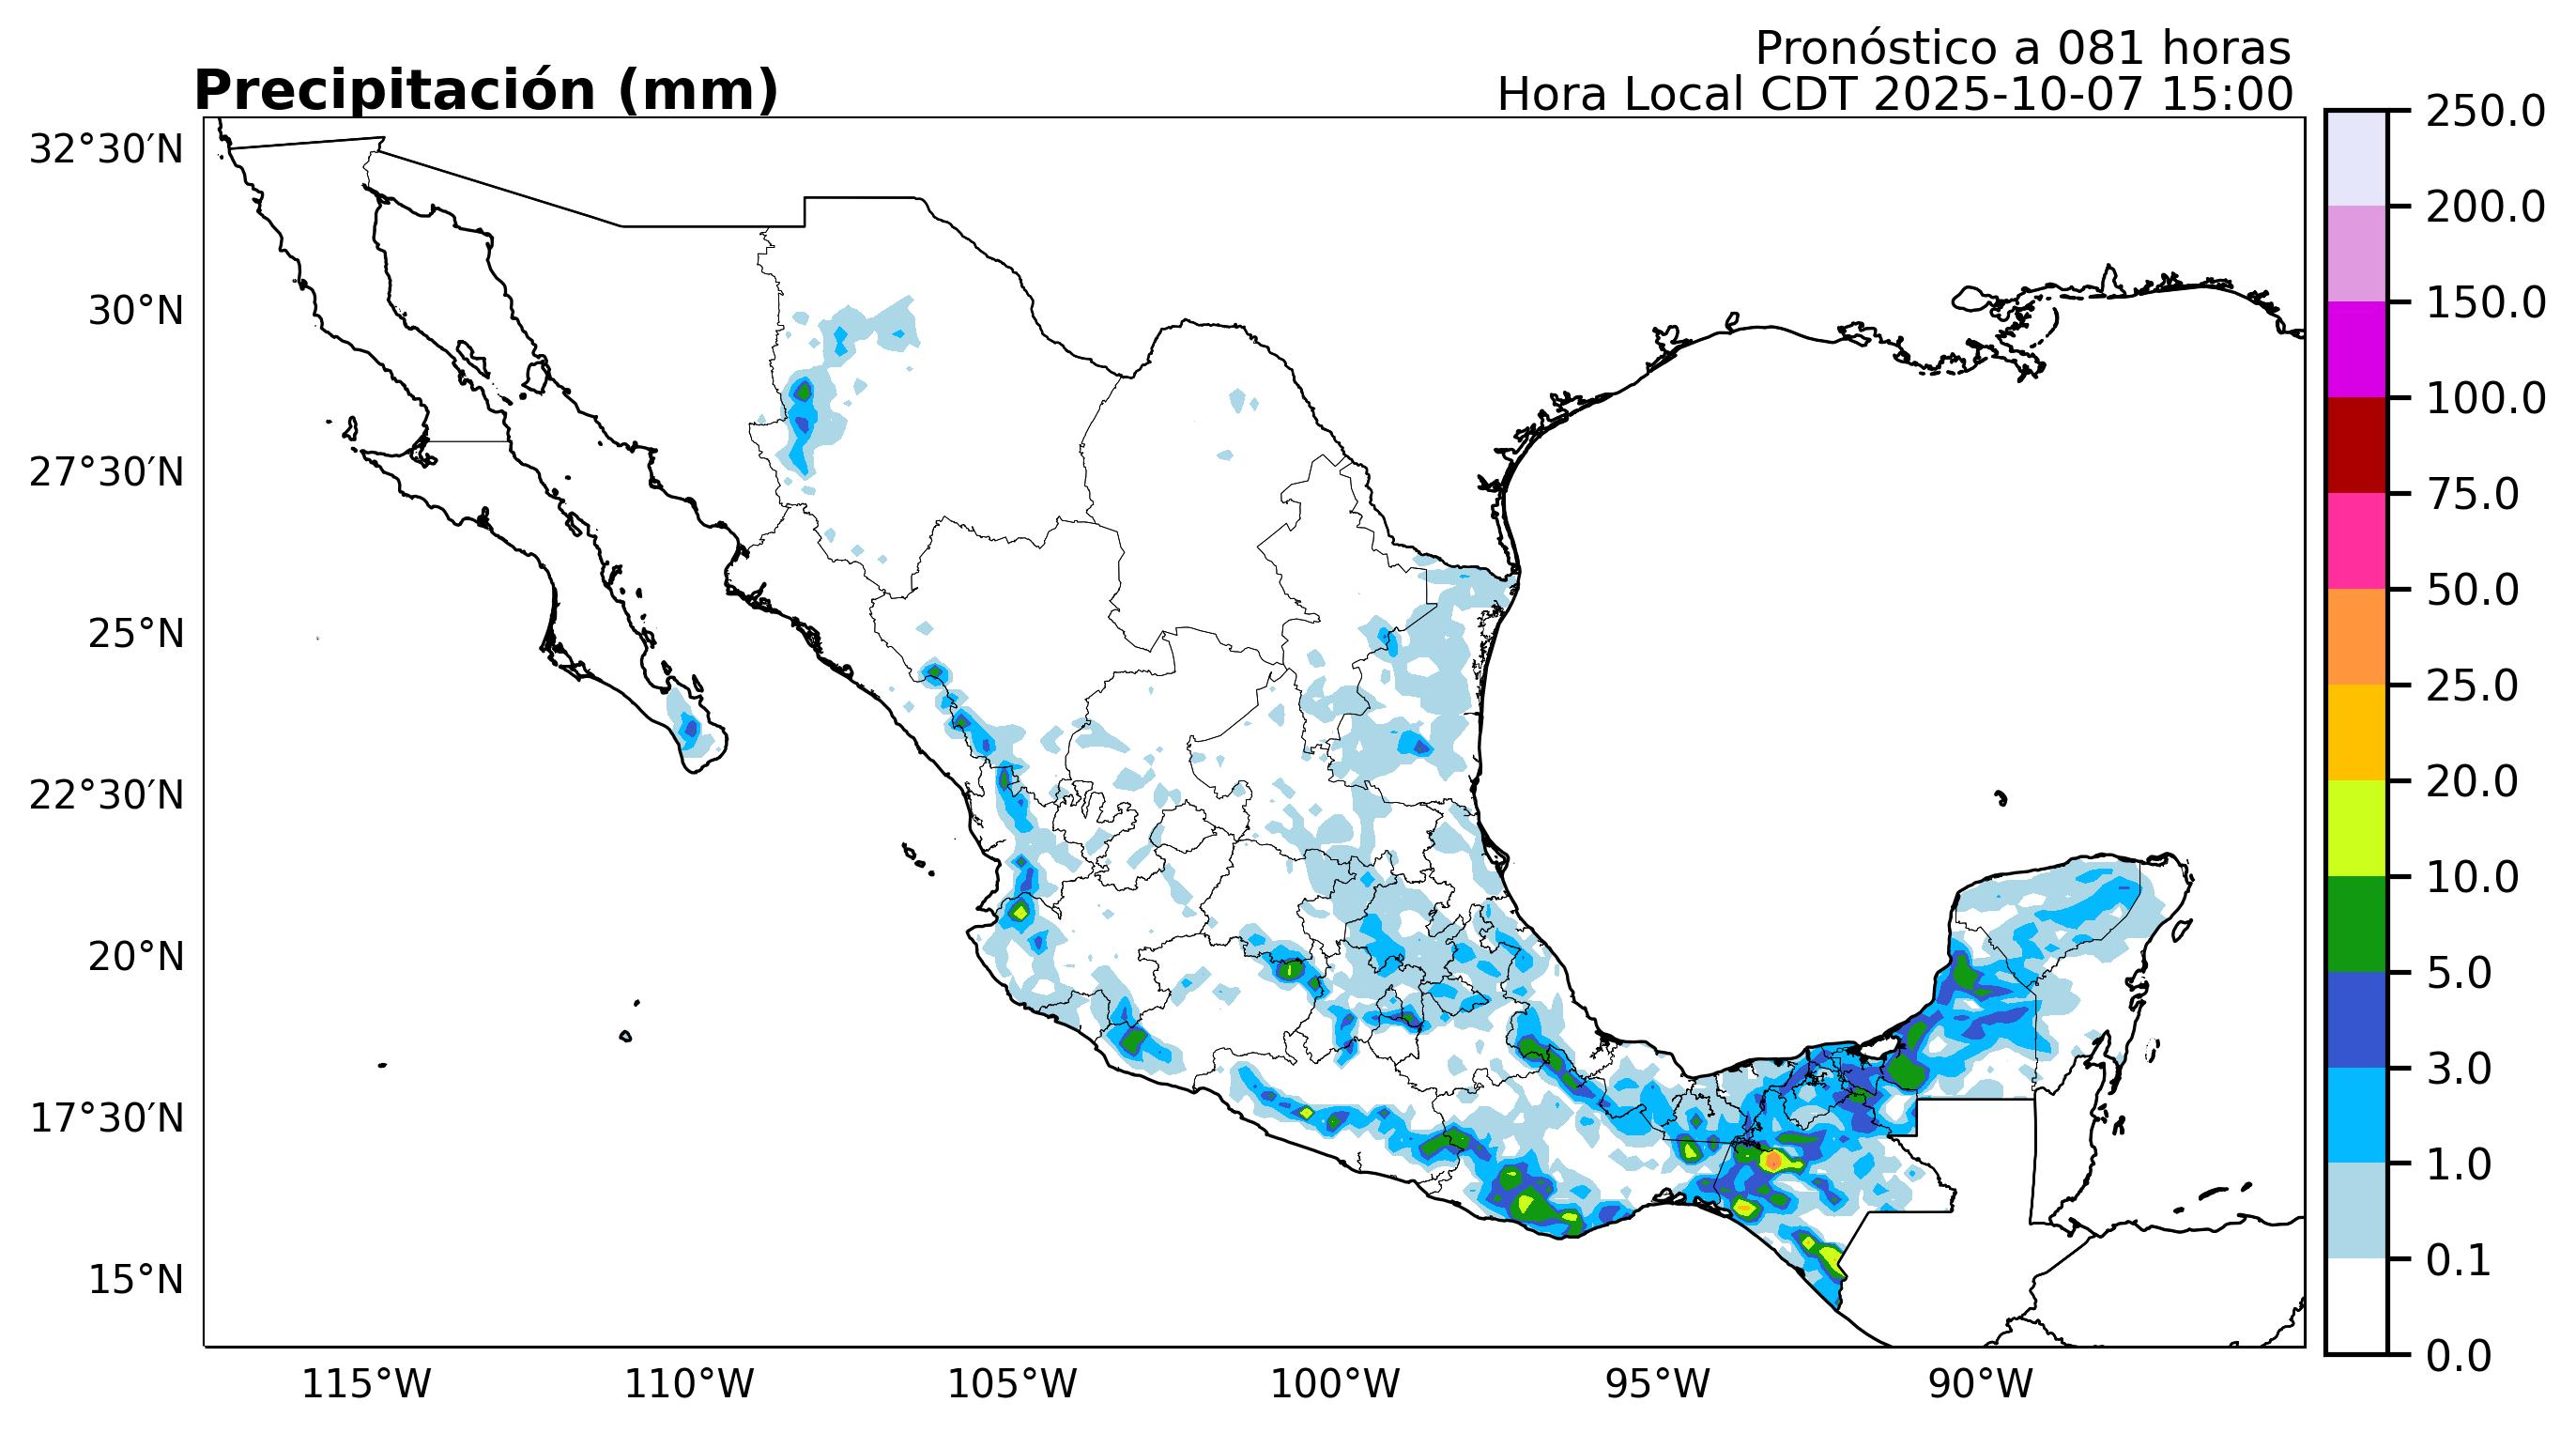 Pronóstico a 081 horas
Precipitación (mm)
Hora Local CDT 2025-10-07 15:00
32°30′N
30°N
27°30′N
25°N
22°30′N
20°N
17°30′N
15°N
115°W
110°W
105°W
100°W
95°W
90°W
250.0
200.0
150.0
100.0
75.0
50.0
25.0
20.0
10.0
5.0
3.0
1.0
0.1
0.0